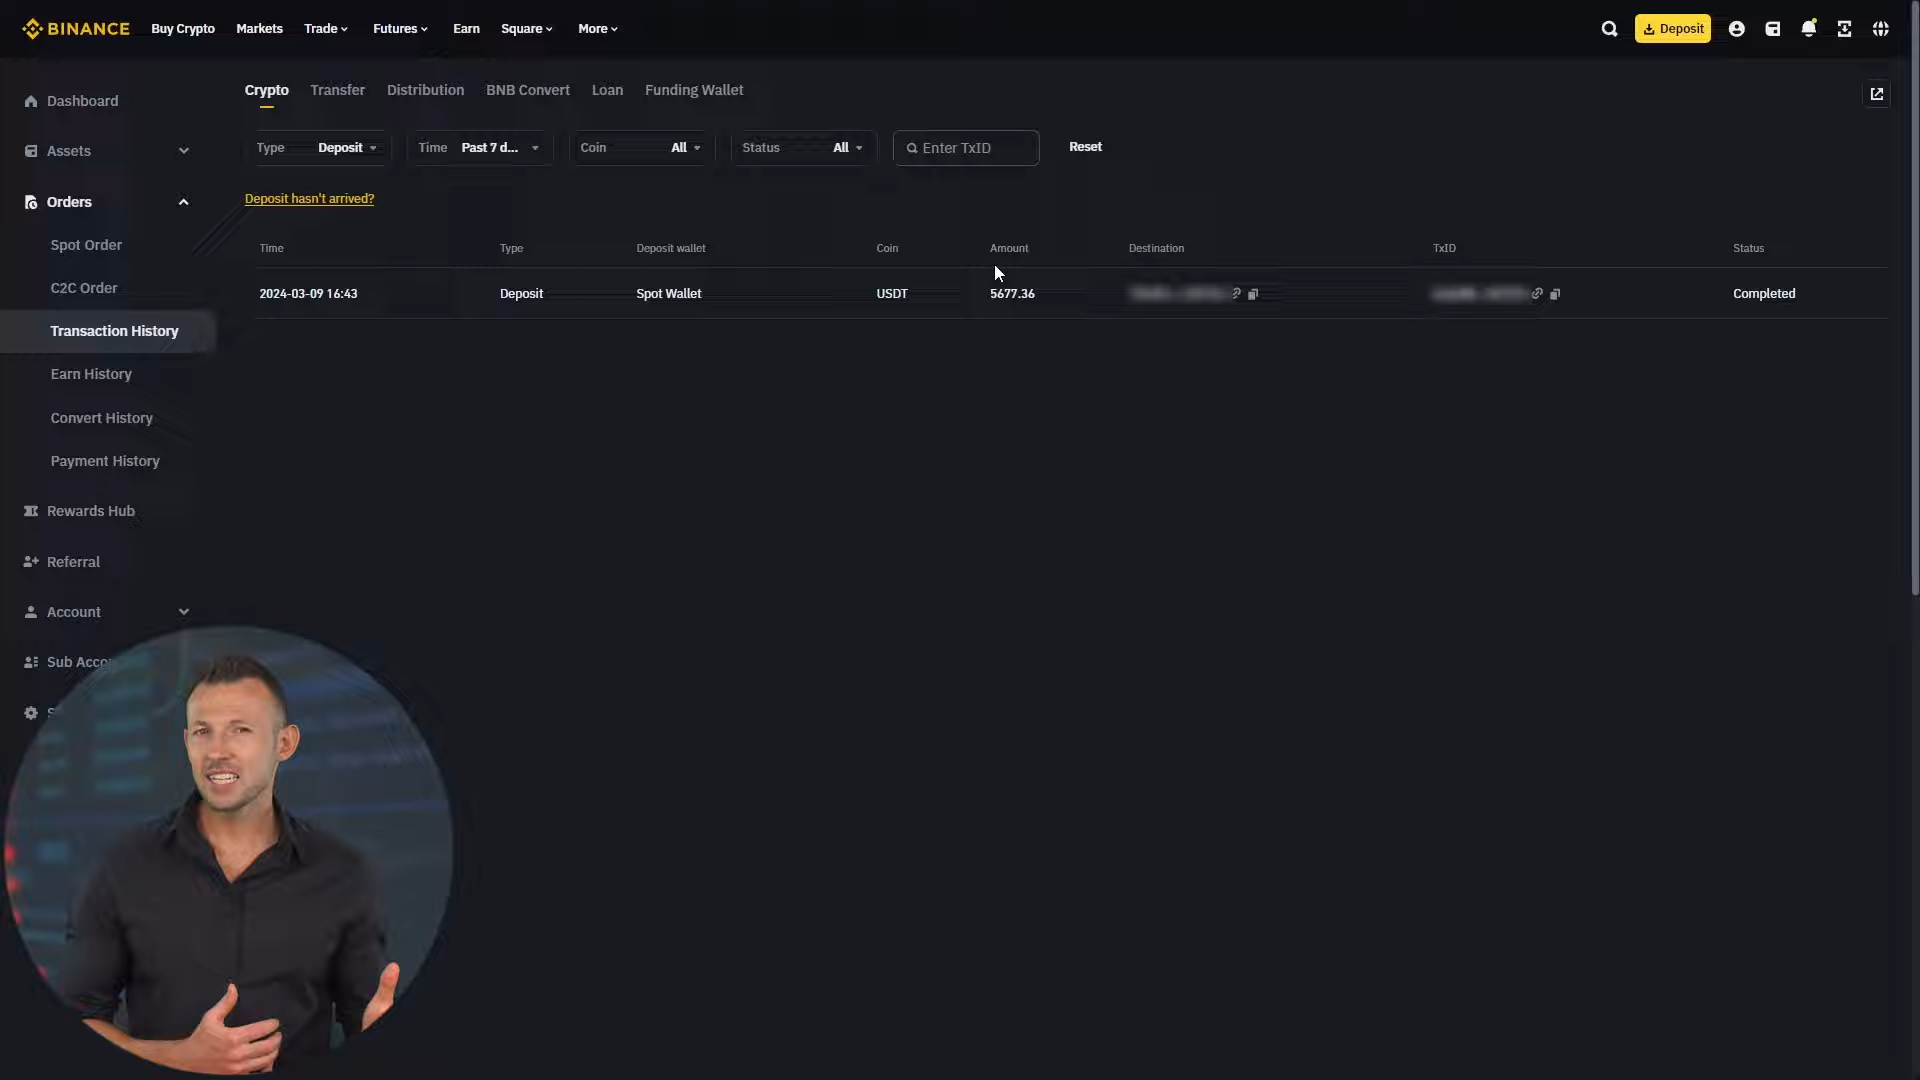 BINANCE Buy Crypto Markets Trade Futures Earn Square More Deposit
Crypto Transfer Distribution BNB Convert Loan Funding Wallet
Dashboard
Type Deposit Time Past 7 d... Coin All Status All Enter TxID Reset
Assets
Deposit hasn't arrived?
Orders
Time Type Deposit wallet Coin Amount Destination TxID Status
Spot Order
2024-03-09 16:43 Deposit Spot Wallet USDT 5677.36 Completed
C2C Order
Transaction History
Earn History
Convert History
Payment History
Rewards Hub
Referral
Account
Sub